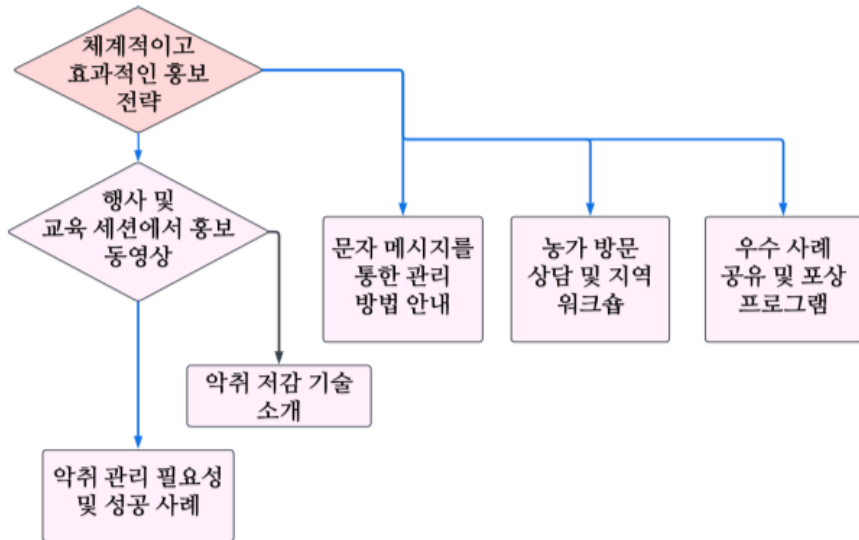 체계적이고
효과적인 홍보
전략
행사 및
교육 세션에서 홍보
동영상
문자 메시지를
통한 관리
방법 안내
농가 방문
상담 및 지역
워크숍
우수 사례
공유 및 포상
프로그램
악취 저감 기술
소개
악취 관리 필요성
및 성공 사례